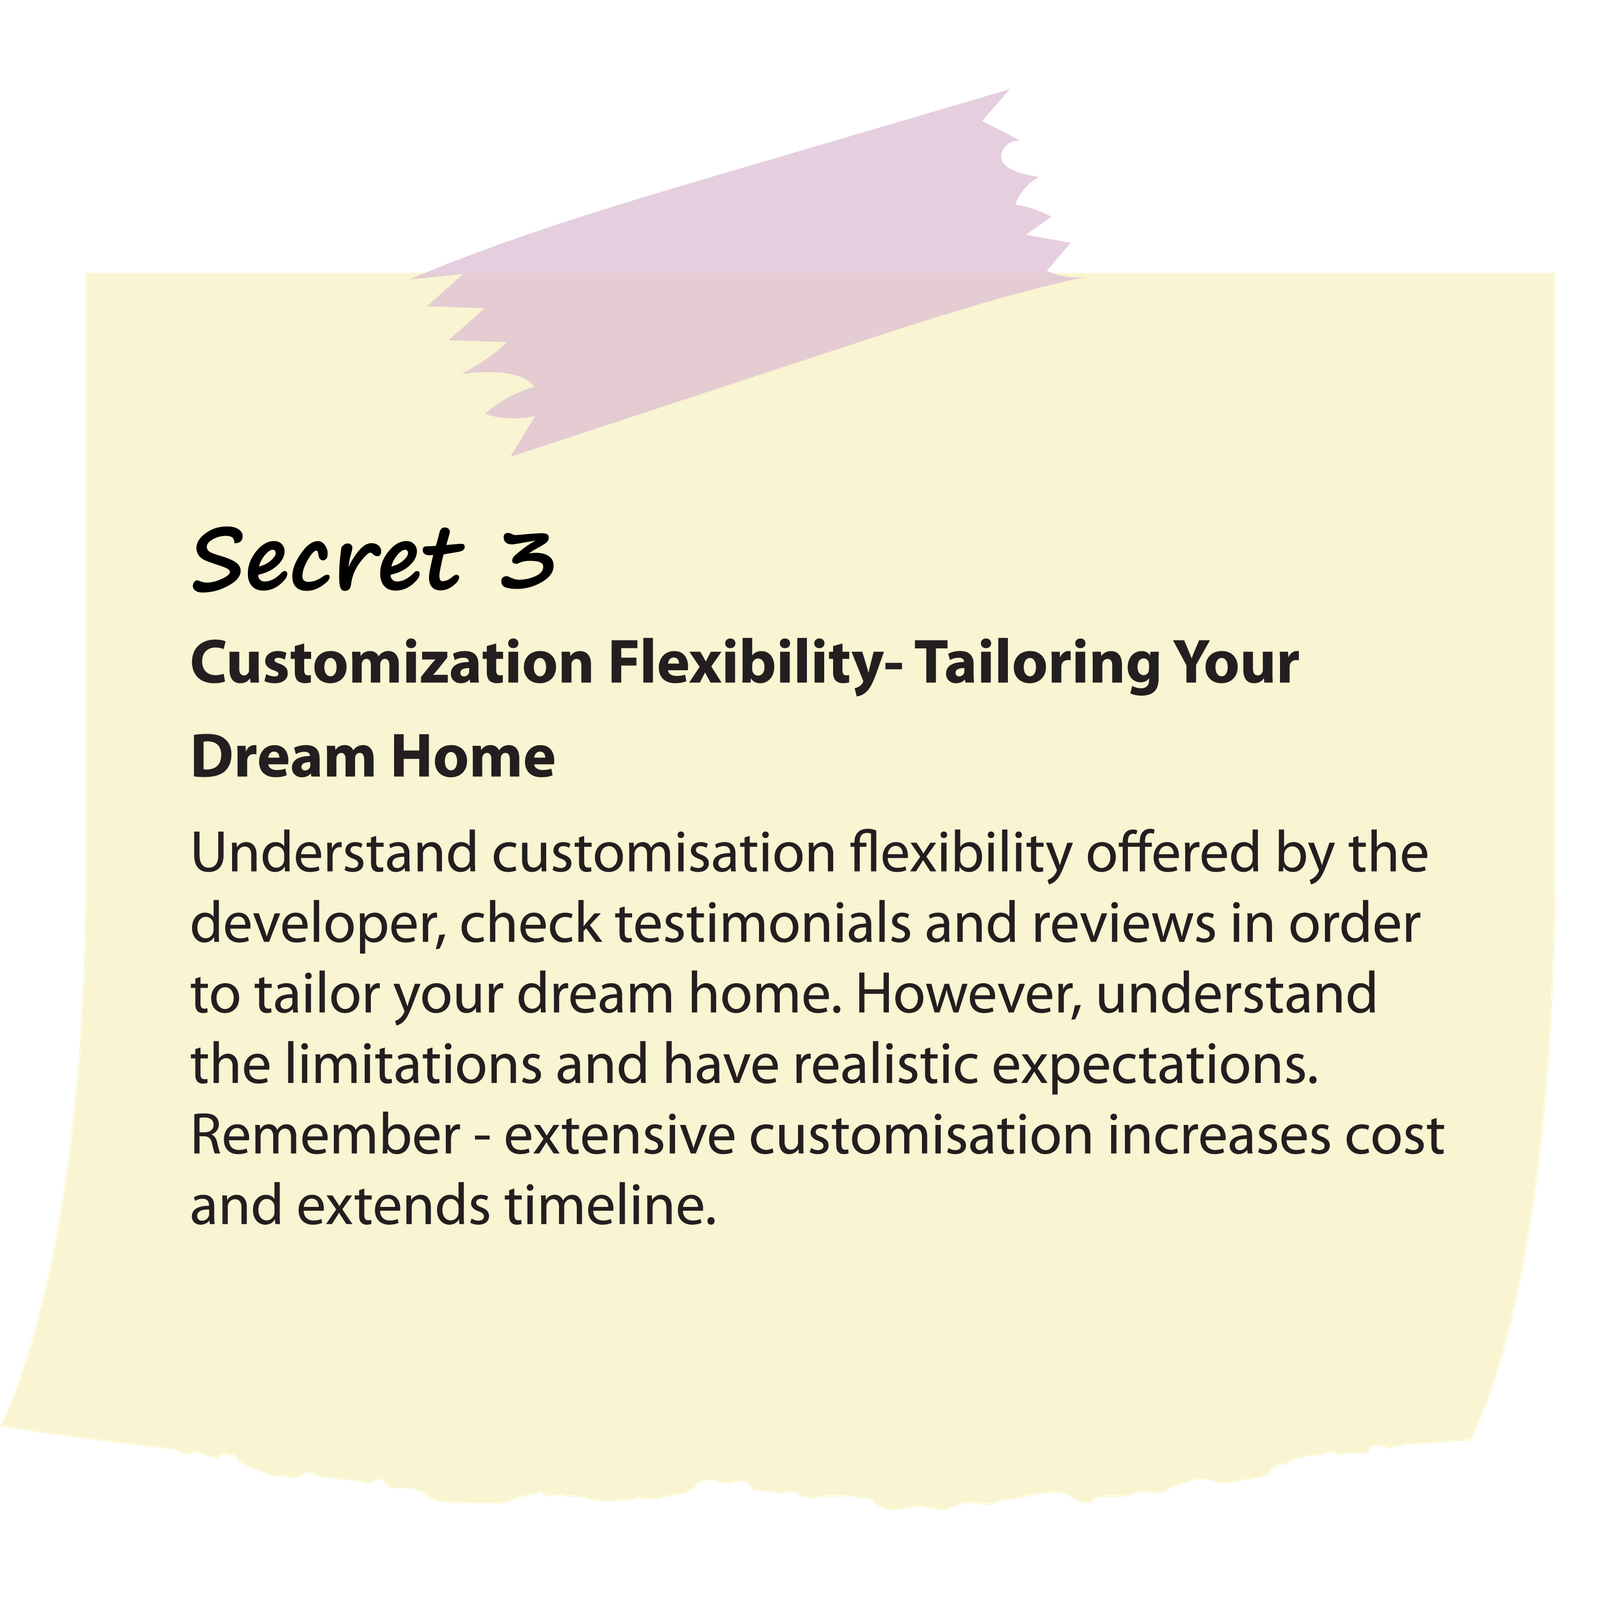 Secret 3
Customization Flexibility- Tailoring Your
Dream Home
Understand customisation flexibility offered by the
developer, check testimonials and reviews in order
to tailor your dream home. However, understand
the limitations and have realistic expectations.
Remember - extensive customisation increases cost
and extends timeline.